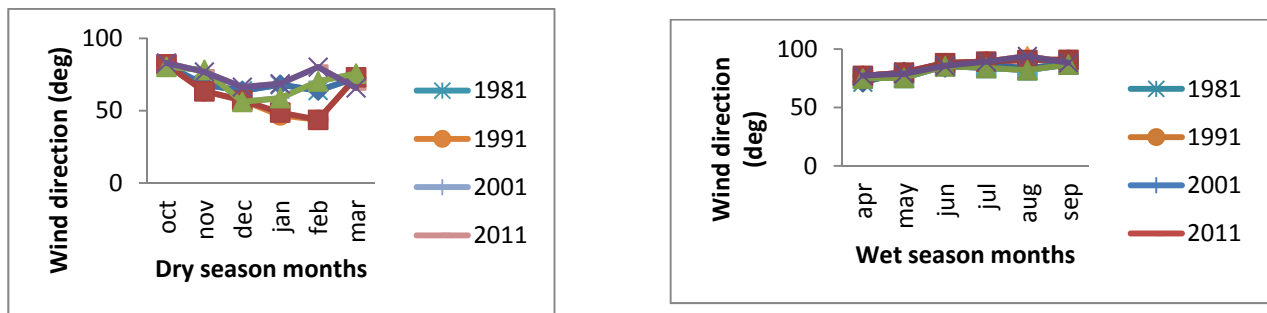 Wind direction (deg)
100
50
0
oct
nov
dec
jan
feb
mar
Dry season months
1981
1991
2001
2011
Wind direction
(deg)
100
50
0
apr
may
jun
jul
aug
sep
Wet season months
1981
1991
2001
2011